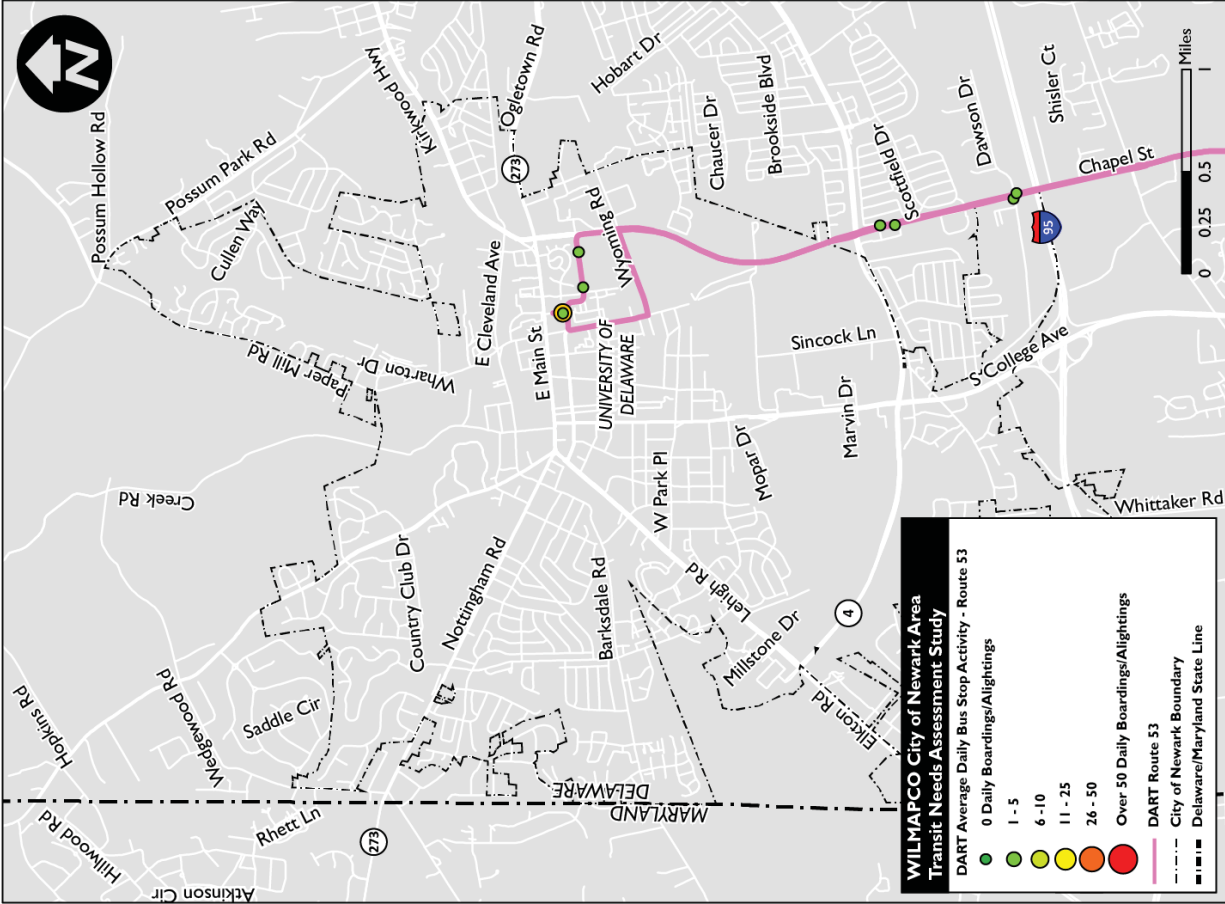 N
Possum Hollow Rd
Possum Park Rd
Cullen Way
Kirkwood Hwy
Ogletown Rd
273
Hobart Dr
Chaucer Dr
Brookside Blvd
Scottfield Dr
Dawson Dr
Shisler Ct
Chapel St
95
Miles
0 0.25 0.5 1
Wyoming Rd
E Cleveland Ave
E Main St
UNIVERSITY OF
DELAWARE
Wharton Dr
Paper Mill Rd
Creek Rd
Sincock Ln
Marvin Dr
Mopar Dr
W Park Pl
S College Ave
Whittaker Rd
Country Club Dr
Nottingham Rd
Barksdale Rd
Lehigh Rd
Millstone Dr
Elkton Rd
4
Hopkins Rd
Wedgewood Rd
Saddle Cir
Rhett Ln
Hillwood Rd
Atkinson Cir
273
DELAWARE
MARYLAND
WILMAPCO City of Newark Area
Transit Needs Assessment Study
DART Average Daily Bus Stop Activity - Route 53
0 Daily Boardings/Alightings
1 - 5
6 -10
11 - 25
26 - 50
Over 50 Daily Boardings/Alightings
DART Route 53
City of Newark Boundary
Delaware/Maryland State Line